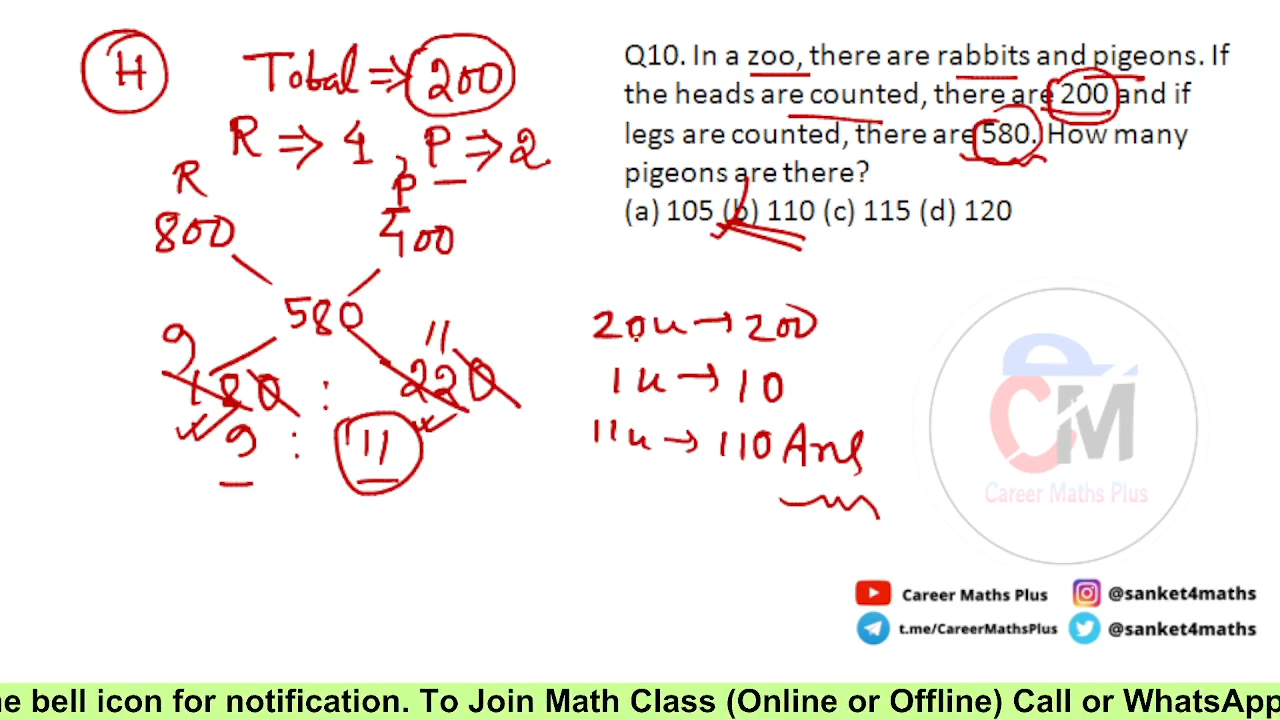 H Total ⇒ 200
R ⇒ 4, P ⇒ 2
R P
800 400
580
9 11
180 : 220
9 : 11
Q10. In a zoo, there are rabbits and pigeons. If
the heads are counted, there are 200 and if
legs are counted, there are 580. How many
pigeons are there?
(a) 105 (b) 110 (c) 115 (d) 120
20u → 200
1u → 10
11u → 110 Ans
e
CM
Career Maths Plus
Career Maths Plus @sanket4maths
t.me/CareerMathsPlus @sanket4maths
e bell icon for notification. To Join Math Class (Online or Offline) Call or WhatsApp